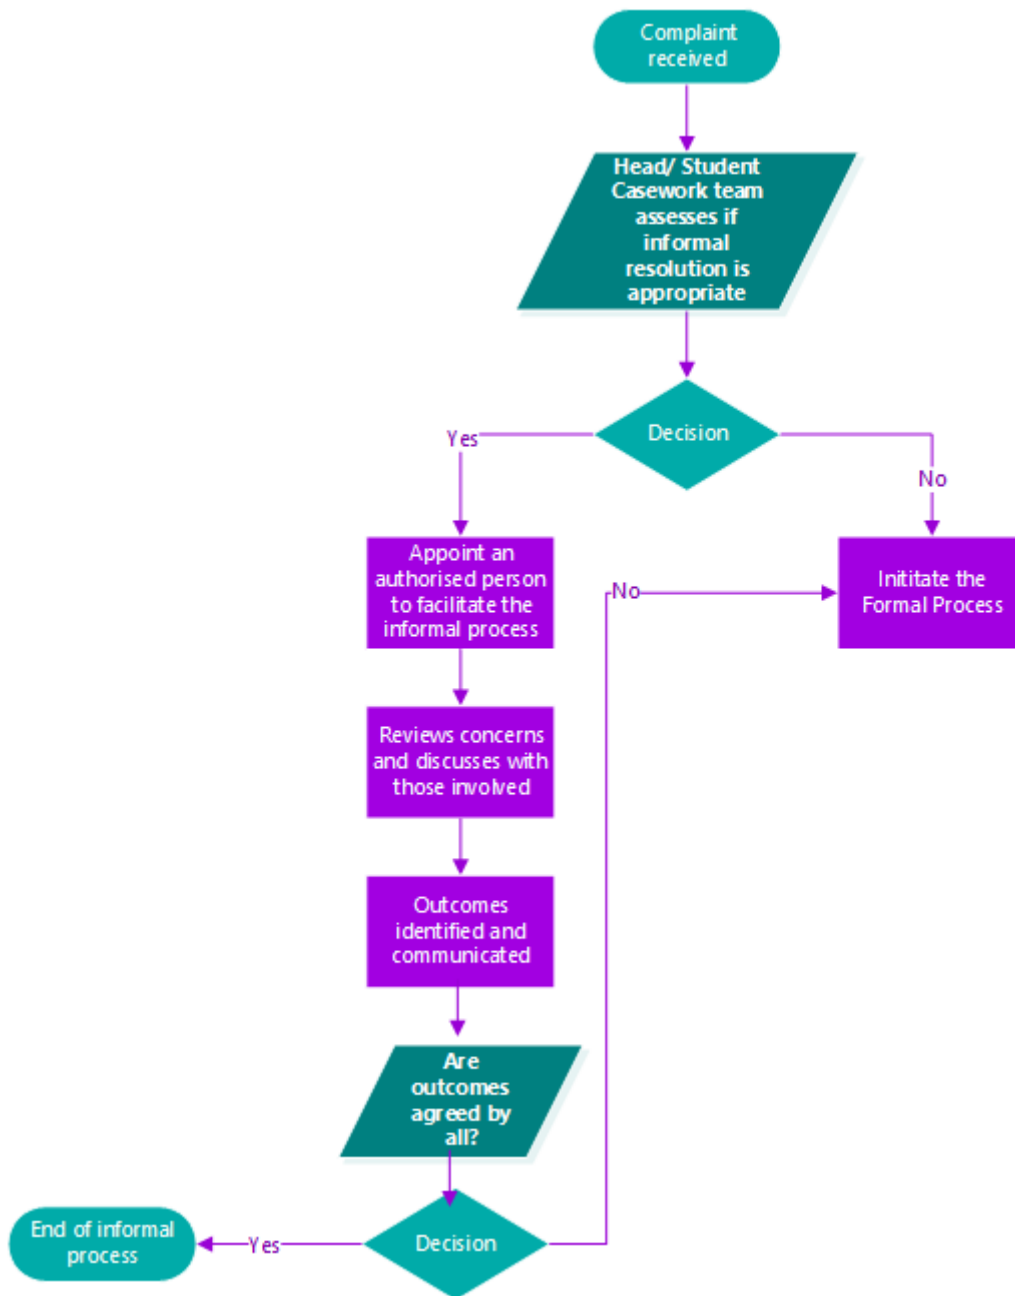 Complaint
received
Head/ Student
Casework team
assesses if
informal
resolution is
appropriate
Decision
Yes
No
Appoint an
authorised person
to facilitate the
informal process
No
Inititate the
Formal Process
Reviews concerns
and discusses with
those involved
Outcomes
identified and
communicated
Are
outcomes
agreed by
all?
Decision
Yes
End of informal
process